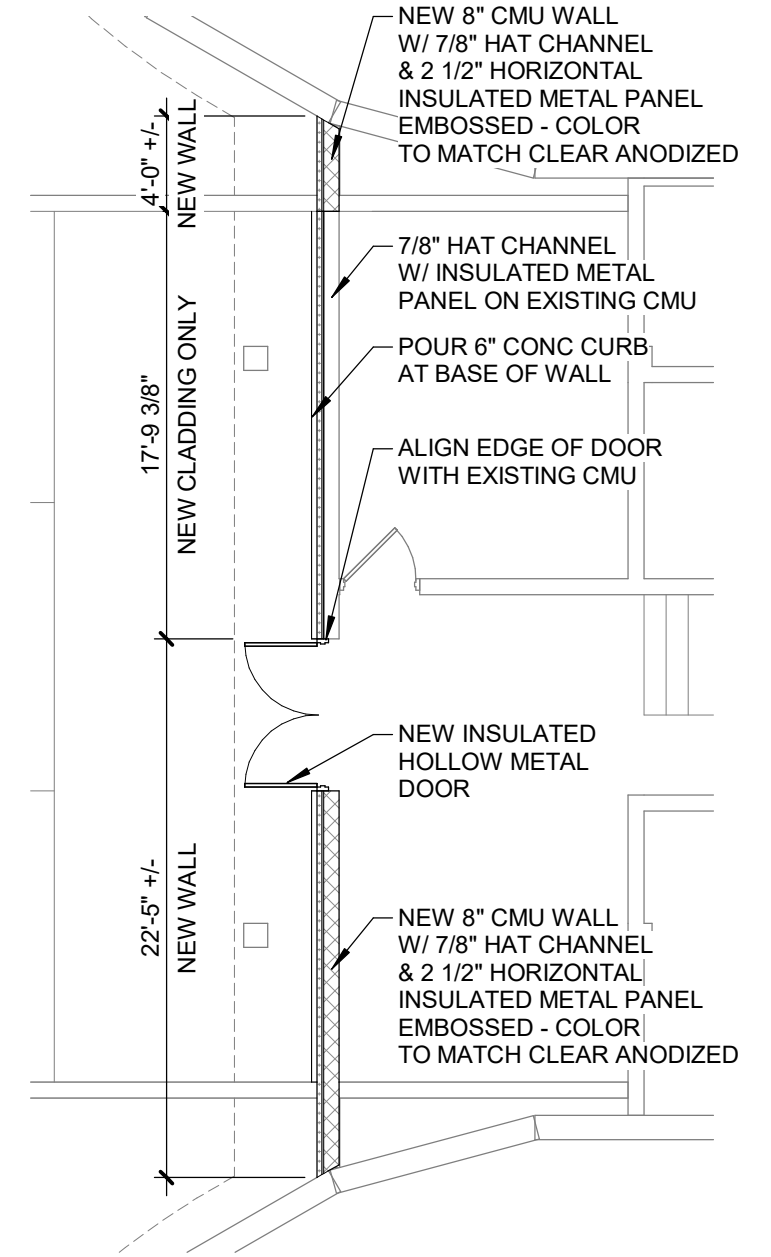 NEW 8" CMU WALL
W/ 7/8" HAT CHANNEL
& 2 1/2" HORIZONTAL
INSULATED METAL PANEL
EMBOSSED - COLOR
TO MATCH CLEAR ANODIZED
4'-0" +/-
NEW WALL
7/8" HAT CHANNEL
W/ INSULATED METAL
PANEL ON EXISTING CMU
POUR 6" CONC CURB
AT BASE OF WALL
17'-9 3/8"
NEW CLADDING ONLY
ALIGN EDGE OF DOOR
WITH EXISTING CMU
NEW INSULATED
HOLLOW METAL
DOOR
22'-5" +/-
NEW WALL
NEW 8" CMU WALL
W/ 7/8" HAT CHANNEL
& 2 1/2" HORIZONTAL
INSULATED METAL PANEL
EMBOSSED - COLOR
TO MATCH CLEAR ANODIZED